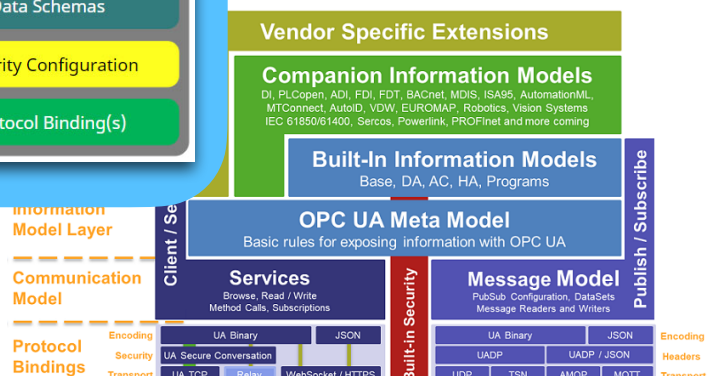 Data Schemas
rity Configuration
tocol Binding(s)
Vendor Specific Extensions
Companion Information Models
DI, PLCopen, ADI, FDI, FDT, BACnet, MDIS, ISA95, AutomationML,
MTConnect, AutoID, VDW, EUROMAP, Robotics, Vision Systems
IEC 61850/61400, Sercos, Powerlink, PROFInet and more coming
Built-In Information Models
Base, DA, AC, HA, Programs
OPC UA Meta Model
Basic rules for exposing information with OPC UA
Information
Model Layer
Client / Se
Publish / Subscribe
Communication
Model
Services
Browse, Read / Write
Method Calls, Subscriptions
Built-in Security
Message Model
PubSub Configuration, DataSets
Message Readers and Writers
Protocol
Bindings
Encoding
UA Binary
JSON
UA Binary
JSON
Encoding
Security
UA Secure Conversation
UADP
UADP / JSON
Headers
Transport
UA TCP
Relay
WebSocket / HTTPS
UDP
TSN
AMQP
MQTT
Transport